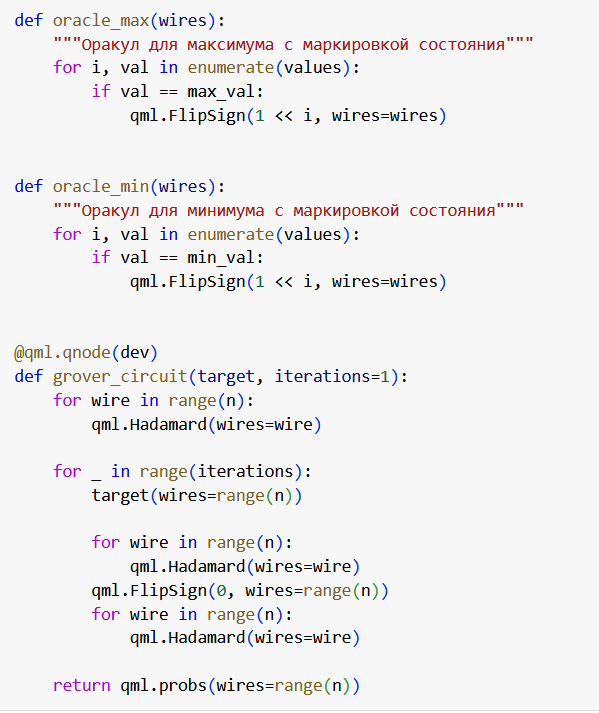 def oracle_max(wires):
    """Оракул для максимума с маркировкой состояния"""
    for i, val in enumerate(values):
        if val == max_val:
            qml.FlipSign(1 << i, wires=wires)
def oracle_min(wires):
    """Оракул для минимума с маркировкой состояния"""
    for i, val in enumerate(values):
        if val == min_val:
            qml.FlipSign(1 << i, wires=wires)
@qml.qnode(dev)
def grover_circuit(target, iterations=1):
    for wire in range(n):
        qml.Hadamard(wires=wire)
    for _ in range(iterations):
        target(wires=range(n))
        for wire in range(n):
            qml.Hadamard(wires=wire)
        qml.FlipSign(0, wires=range(n))
        for wire in range(n):
            qml.Hadamard(wires=wire)
    return qml.probs(wires=range(n))